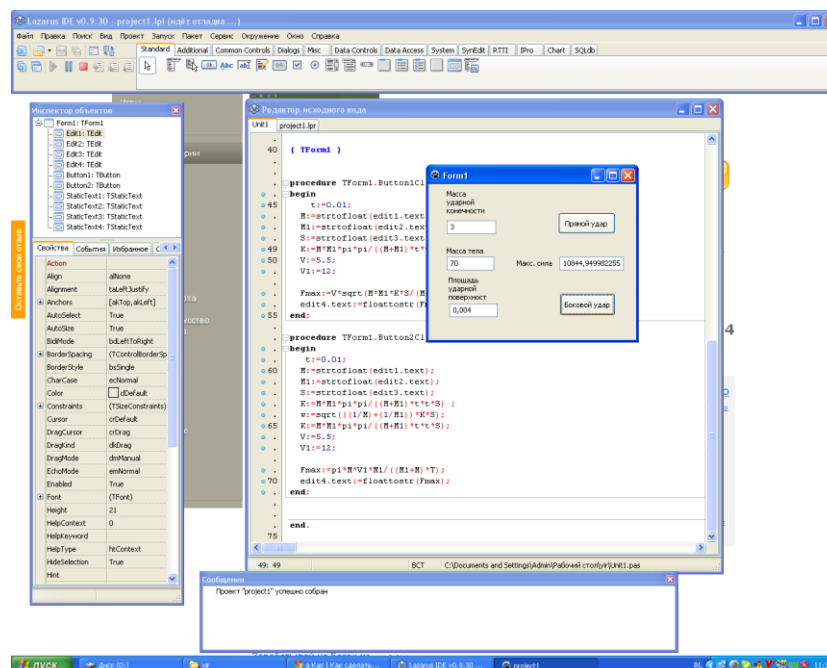 Lazarus IDE v0.9.30 - project1.lpi (идёт отладка ...)
Файл Правка Поиск Вид Проект Запуск Пакет Сервис Окружение Окно Справка
Standard Additional Common Controls Dialogs Misc Data Controls Data Access System SynEdit RTTI IPro Chart SQLdb
Abc
Инспектор объектов
Form1: TForm1
Edit1: TEdit
Edit2: TEdit
Edit3: TEdit
Edit4: TEdit
Button1: TButton
Button2: TButton
StaticText1: TStaticText
StaticText2: TStaticText
StaticText3: TStaticText
StaticText4: TStaticText
Свойства События Избранное С
Action
Align alNone
Alignment taLeftJustify
Anchors [akTop,akLeft]
AutoSelect True
AutoSize True
BidiMode bdLeftToRight
BorderSpacing (TControlBorderSp
BorderStyle bsSingle
CharCase ecNormal
Color clDefault
Constraints (TSizeConstraints)
Cursor crDefault
DragCursor crDrag
DragKind dkDrag
DragMode dmManual
EchoMode emNormal
Enabled True
Font (TFont)
Height 21
HelpContext 0
HelpKeyword
HelpType htContext
HideSelection True
Hint
Оставьте свой отзыв
Редактор исходного кода
Unit1 project1.lpr
40 { TForm1 }
procedure TForm1.Button1Cl
begin
45 t:=0.01;
M:=strtofloat(edit1.text)
M1:=strtofloat(edit2.text
S:=strtofloat(edit3.text)
49 K:=M*M1*pi*pi/((M+M1)*t*
50 V:=5.5;
V1:=12;
Fmax:=V*sqrt(M*M1*K*S/(M
edit4.text:=floattostr(F
55 end;
procedure TForm1.Button2Cl
begin
t:=0.01;
60 M:=strtofloat(edit1.text);
M1:=strtofloat(edit2.text);
S:=strtofloat(edit3.text);
K:=M*M1*pi*pi/((M+M1)*t*t*S) ;
w:=sqrt(((1/M)+(1/M1))*K*S);
65 K:=M*M1*pi*pi/((M+M1)*t*t*S);
V:=5.5;
V1:=12;
Fmax:=pi*M*V1*M1/((M1+M)*T);
70 edit4.text:=floattostr(Fmax);
end;
end.
75
49: 49 ВСТ C:\Documents and Settings\Admin\Рабочий стол\yir\Unit1.pas
Form1
Масса
ударной
конечности
3
Прямой удар
Масса тела
70
Макс. сила
10844,949982255
Площадь
ударной
поверхност
0,004
Боковой удар
4
Сообщения
Проект "project1" успешно собран
пуск
Диск (D:)
yir
а Как | Как сделать...
Lazarus IDE v0.9.30 ...
project1
RL